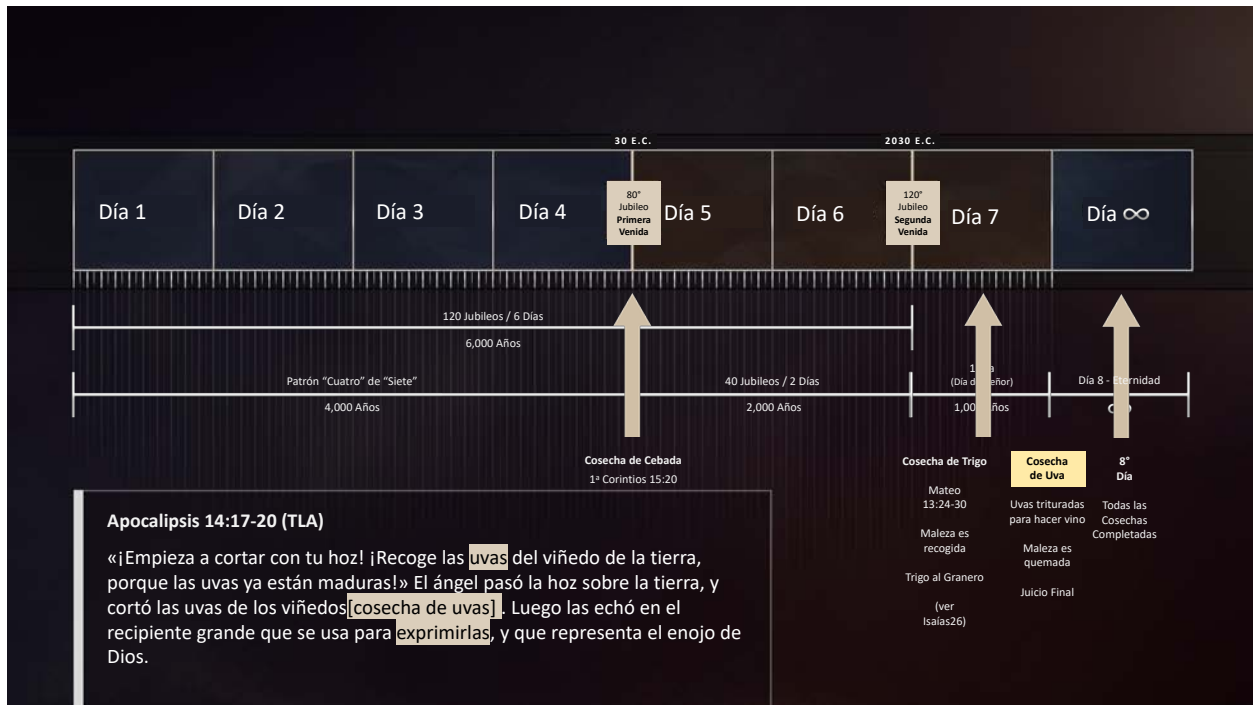 30 E.C.
2030 E.C.
Día 1
Día 2
Día 3
Día 4
80°
Jubileo
Primera
Venida
Día 5
Día 6
120°
Jubileo
Segunda
Venida
Día 7
Día ∞
120 Jubileos / 6 Días
6,000 Años
Patrón “Cuatro” de “Siete”
4,000 Años
40 Jubileos / 2 Días
2,000 Años
1
(Día d eñor)
1,00 ños
Día 8 - Eternidad
Cosecha de Cebada
1ª Corintios 15:20
Cosecha de Trigo
Mateo
13:24-30
Maleza es
recogida
Trigo al Granero
(ver
Isaías26)
Cosecha
de Uva
Uvas trituradas
para hacer vino
Maleza es
quemada
Juicio Final
8°
Día
Todas las
Cosechas
Completadas
Apocalipsis 14:17-20 (TLA)
«¡Empieza a cortar con tu hoz! ¡Recoge las uvas del viñedo de la tierra,
porque las uvas ya están maduras!» El ángel pasó la hoz sobre la tierra, y
cortó las uvas de los viñedos[cosecha de uvas] . Luego las echó en el
recipiente grande que se usa para exprimirlas, y que representa el enojo de
Dios.